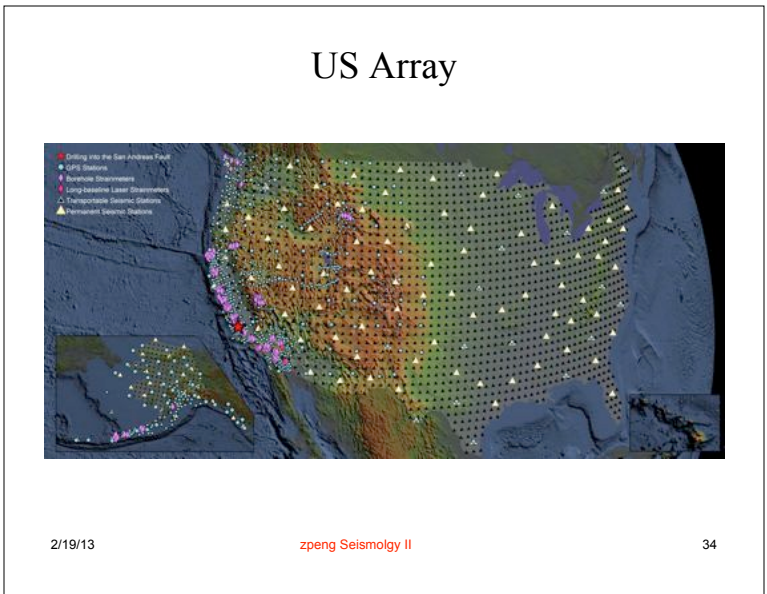 US Array
Drilling into the San Andreas Fault
GPS Stations
Borehole Strainmeters
Long-baseline Laser Strainmeters
Transportable Seismic Stations
Permanent Seismic Stations
2/19/13
zpeng Seismolgy II
34